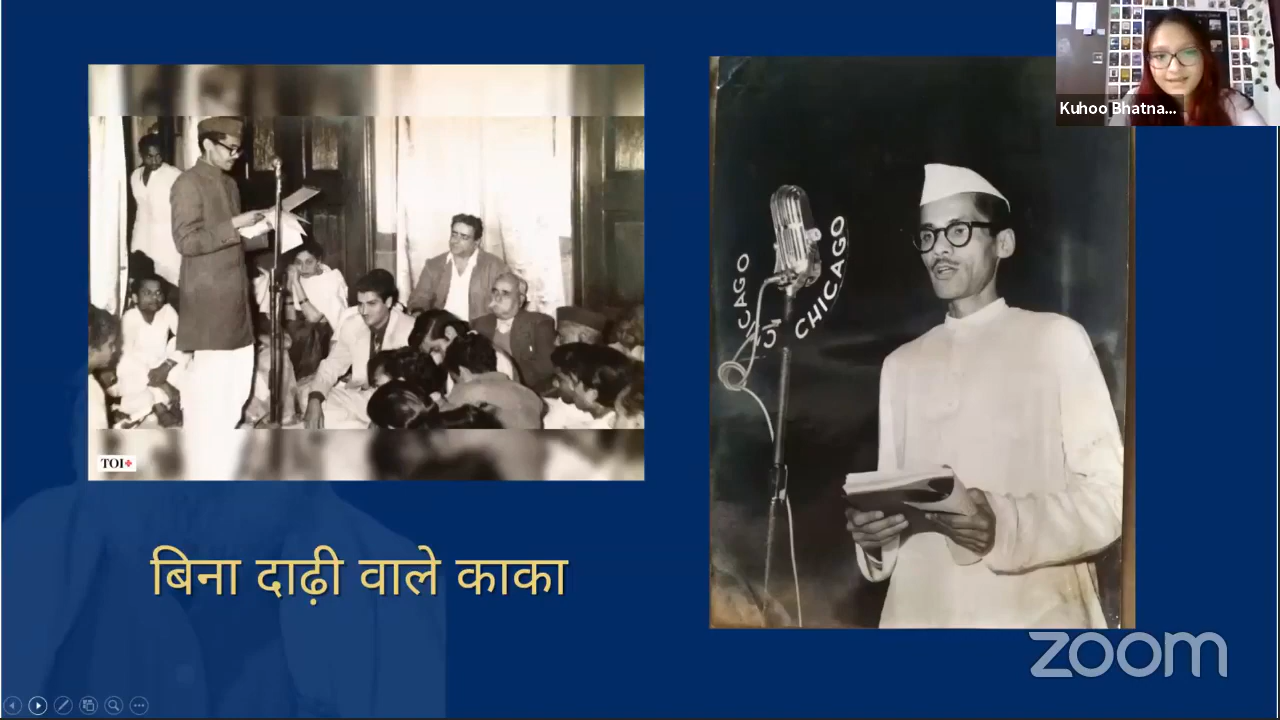 Kuhoo Bhatna...
CAGO
CHICAGO
TOI+
बिना दाढ़ी वाले काका
zoom